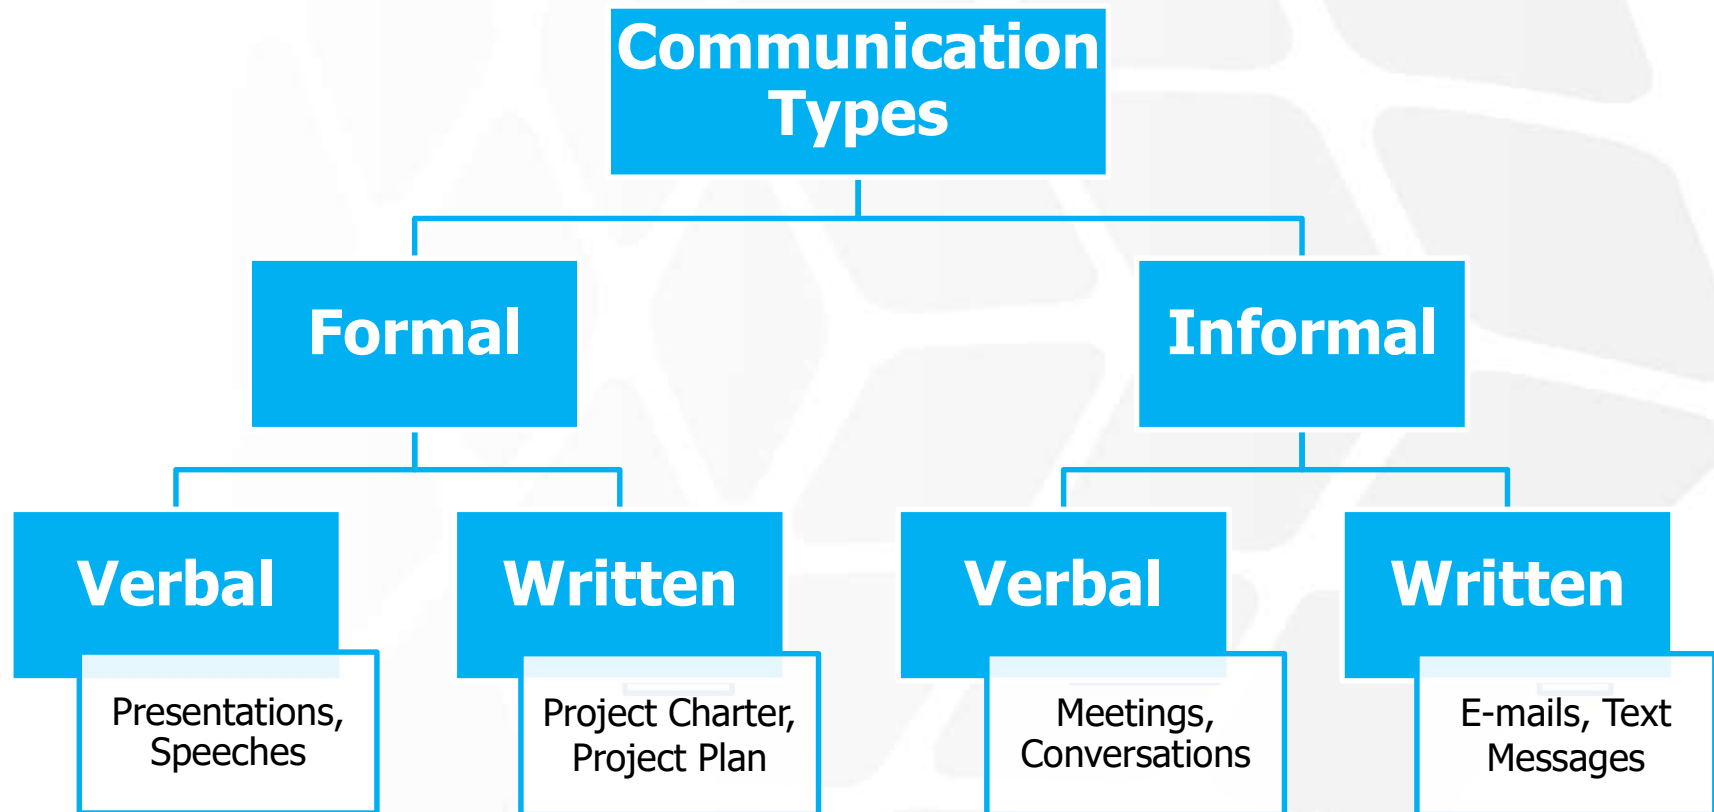 Communication
Types
Formal
Informal
Verbal
Written
Verbal
Written
Presentations,
Speeches
Project Charter,
Project Plan
Meetings,
Conversations
E-mails, Text
Messages